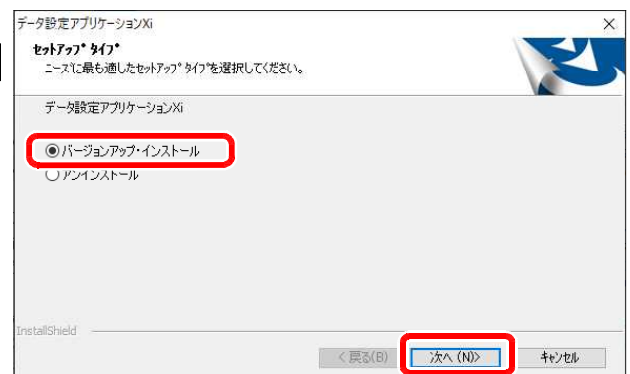 データ設定アプリケーションXi
セットアップ タイプ
ニーズに最も適したセットアップ タイプを選択してください。
データ設定アプリケーションXi
バージョンアップ・インストール
アンインストール
InstallShield
< 戻る(B)
次へ (N)>
キャンセル